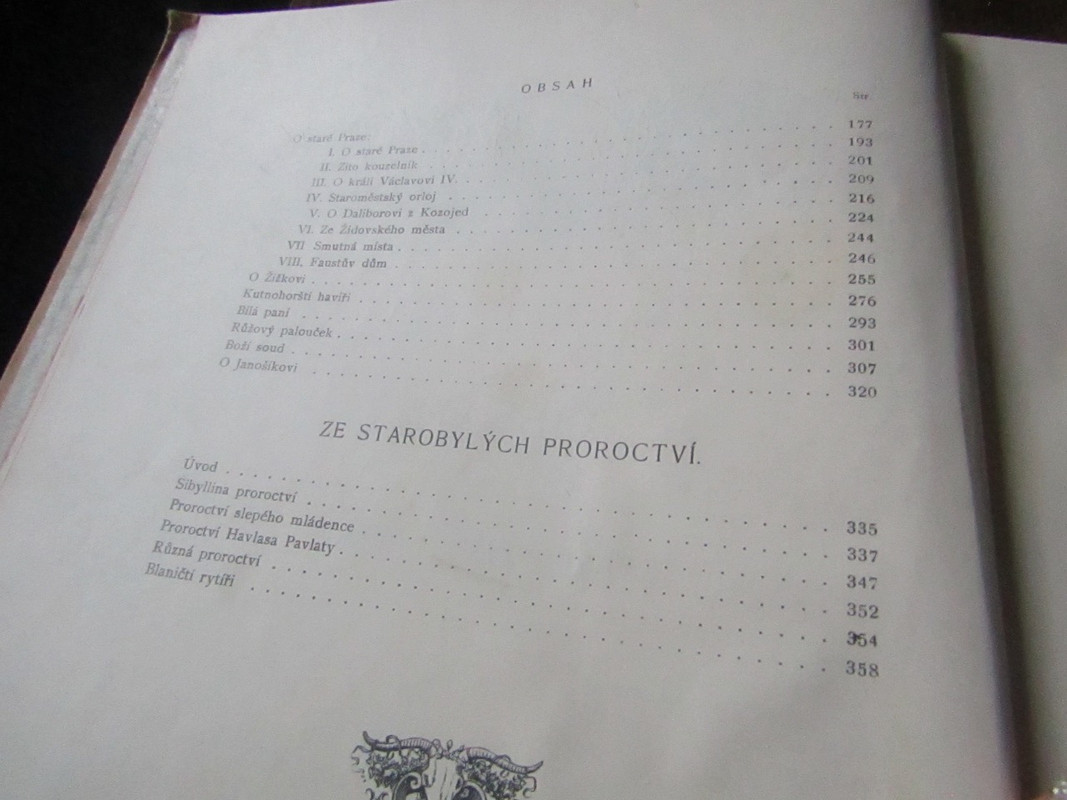 OBSAH
Str.
O staré Praze:
I. O staré Praze . . . . . 177
II. Žito kouzelník . . . . . 193
III. O králi Václavovi IV. . . . . . 201
IV. Staroměstský orloj . . . . . 209
V. O Daliborovi z Kozojed . . . . . 216
VI. Ze Židovského města . . . . . 224
VII Smutná místa . . . . . 244
VIII. Faustův dům . . . . . 246
O Žižkovi . . . . . 255
Kutnohorští havíři . . . . . 276
Bílá paní . . . . . 293
Růžový palouček . . . . . 301
Boží soud . . . . . 307
O Janošíkovi . . . . . 320
ZE STAROBYLÝCH PROROCTVÍ.
Úvod . . . . . 335
Sibyllina proroctví . . . . . 337
Proroctví slepého mládence . . . . . 347
Proroctví Havlasa Pavlaty . . . . . 352
Různá proroctví . . . . . 354
Blaničtí rytíři . . . . . 358